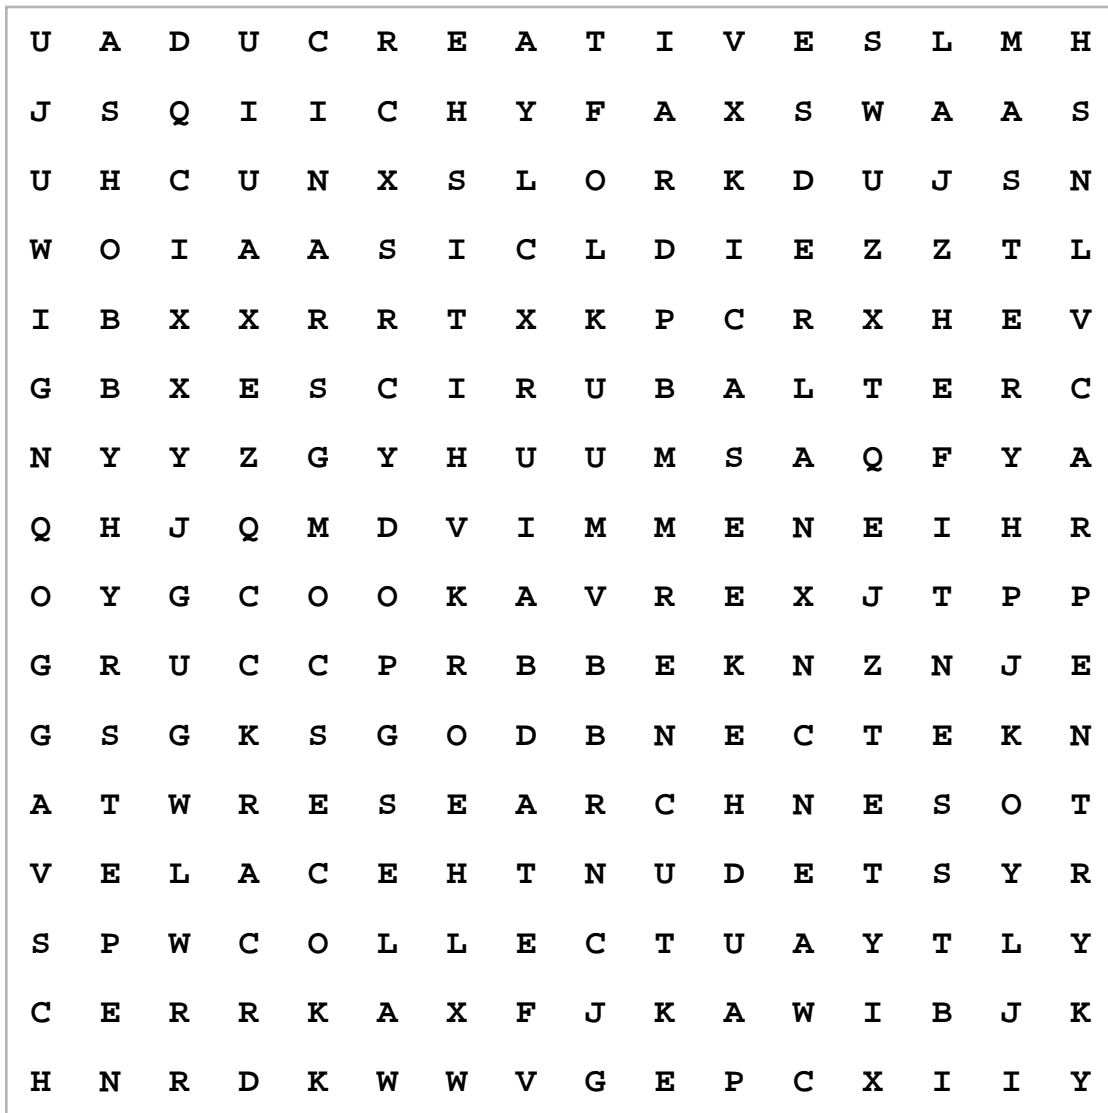 U A D U C R E A T I V E S L M H
J S Q I I C H Y F A X S W A A S
U H C U N X S L O R K D U J S N
W O I A A S I C L D I E Z Z T L
I B X X R R T X K P C R X H E V
G B X E S C I R U B A L T E R C
N Y Y Z G Y H U U M S A Q F Y A
Q H J Q M D V I M M E N E I H R
O Y G C O O K A V R E X J T P P
G R U C C P R B B E K N Z N J E
G S G K S G O D B N E C T E K N
A T W R E S E A R C H N E S O T
V E L A C E H T N U D E T S Y R
S P W C O L L E C T U A Y T L Y
C E R R K A X F J K A W I B J K
H N R D K W W V G E P C X I I Y